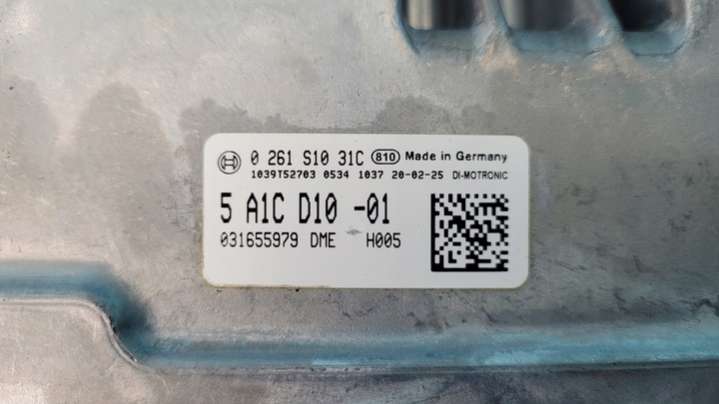 0 261 S10 31C 810 Made in Germany
1039T52703 0534 1037 20-02-25 DI-MOTRONIC
5 A1C D10 -01
031655979 DME H005